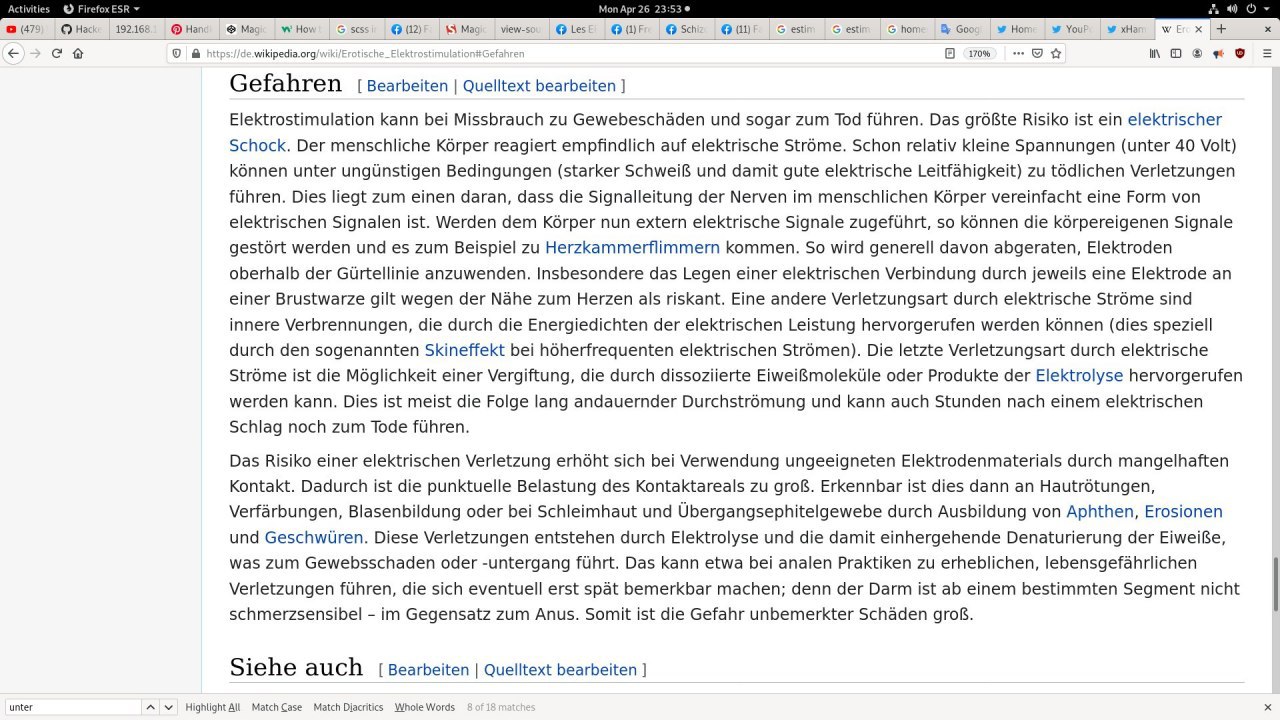 Activities Firefox ESR Mon Apr 26 23:53
(479) Hacke 192.168.1 Handi Magic How t scss i (12) F Magi view-sou Les El (1) Fr Schiz (11) F estim estim home Goog Home YouP xHam Ero
https://de.wikipedia.org/wiki/Erotische_Elektrostimulation#Gefahren 170%
Gefahren [ Bearbeiten | Quelltext bearbeiten ]
Elektrostimulation kann bei Missbrauch zu Gewebeschäden und sogar zum Tod führen. Das größte Risiko ist ein elektrischer
Schock. Der menschliche Körper reagiert empfindlich auf elektrische Ströme. Schon relativ kleine Spannungen (unter 40 Volt)
können unter ungünstigen Bedingungen (starker Schweiß und damit gute elektrische Leitfähigkeit) zu tödlichen Verletzungen
führen. Dies liegt zum einen daran, dass die Signalleitung der Nerven im menschlichen Körper vereinfacht eine Form von
elektrischen Signalen ist. Werden dem Körper nun extern elektrische Signale zugeführt, so können die körpereigenen Signale
gestört werden und es zum Beispiel zu Herzkammerflimmern kommen. So wird generell davon abgeraten, Elektroden
oberhalb der Gürtellinie anzuwenden. Insbesondere das Legen einer elektrischen Verbindung durch jeweils eine Elektrode an
einer Brustwarze gilt wegen der Nähe zum Herzen als riskant. Eine andere Verletzungsart durch elektrische Ströme sind
innere Verbrennungen, die durch die Energiedichten der elektrischen Leistung hervorgerufen werden können (dies speziell
durch den sogenannten Skineffekt bei höherfrequenten elektrischen Strömen). Die letzte Verletzungsart durch elektrische
Ströme ist die Möglichkeit einer Vergiftung, die durch dissoziierte Eiweißmoleküle oder Produkte der Elektrolyse hervorgerufen
werden kann. Dies ist meist die Folge lang andauernder Durchströmung und kann auch Stunden nach einem elektrischen
Schlag noch zum Tode führen.
Das Risiko einer elektrischen Verletzung erhöht sich bei Verwendung ungeeigneten Elektrodenmaterials durch mangelhaften
Kontakt. Dadurch ist die punktuelle Belastung des Kontaktareals zu groß. Erkennbar ist dies dann an Hautrötungen,
Verfärbungen, Blasenbildung oder bei Schleimhaut und Übergangsephitelgewebe durch Ausbildung von Aphthen, Erosionen
und Geschwüren. Diese Verletzungen entstehen durch Elektrolyse und die damit einhergehende Denaturierung der Eiweiße,
was zum Gewebsschaden oder -untergang führt. Das kann etwa bei analen Praktiken zu erheblichen, lebensgefährlichen
Verletzungen führen, die sich eventuell erst spät bemerkbar machen; denn der Darm ist ab einem bestimmten Segment nicht
schmerzsensibel – im Gegensatz zum Anus. Somit ist die Gefahr unbemerkter Schäden groß.
Siehe auch [ Bearbeiten | Quelltext bearbeiten ]
unter Highlight All Match Case Match Diacritics Whole Words 8 of 18 matches